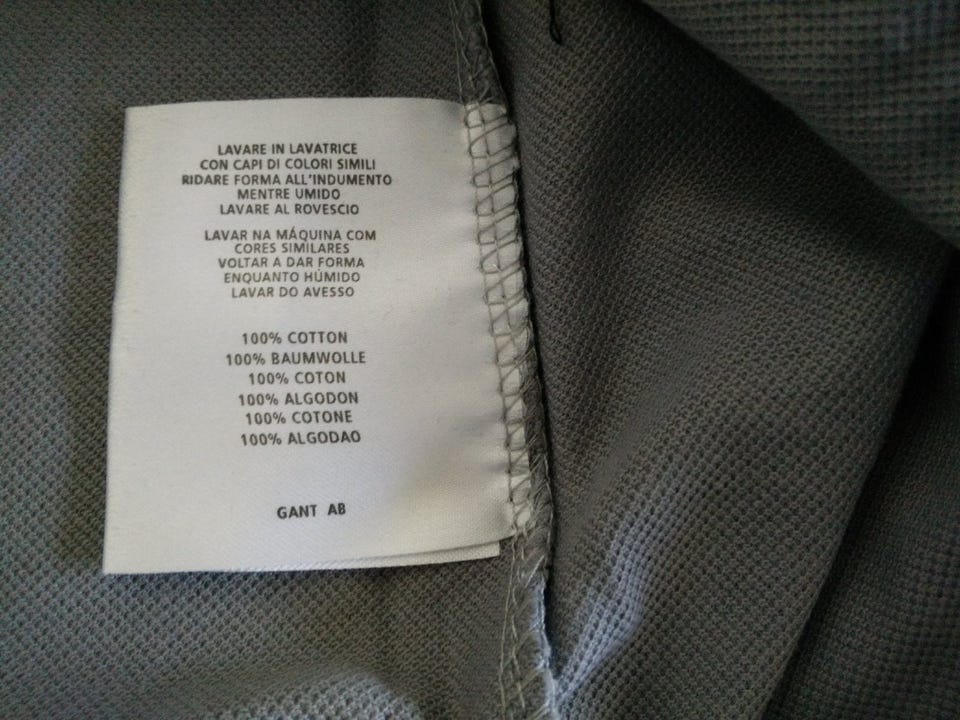 LAVARE IN LAVATRICE
CON CAPI DI COLORI SIMILI
RIDARE FORMA ALL'INDUMENTO
MENTRE UMIDO
LAVARE AL ROVESCIO
LAVAR NA MÁQUINA COM
CORES SIMILARES
VOLTAR A DAR FORMA
ENQUANTO HÚMIDO
LAVAR DO AVESSO
100% COTTON
100% BAUMWOLLE
100% COTON
100% ALGODON
100% COTONE
100% ALGODAO
GANT AB